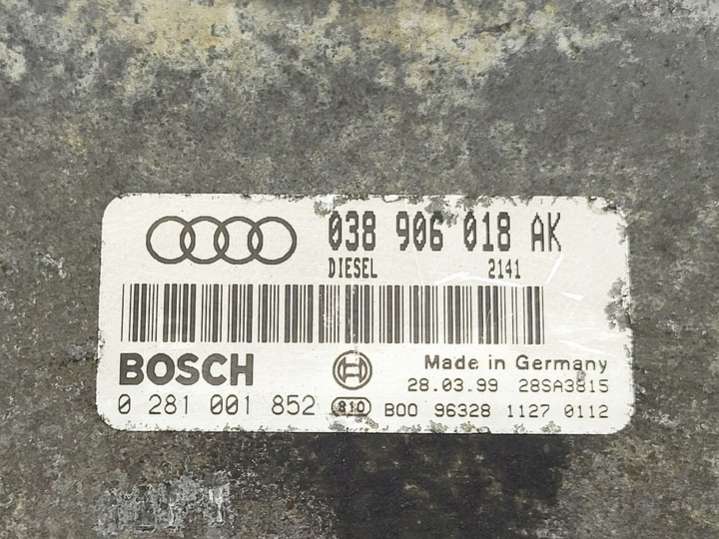 038 906 018 AK
DIESEL 2141
BOSCH Made in Germany
28.03.99 28SA3815
0 281 001 852 810 B00 96328 1127 0112